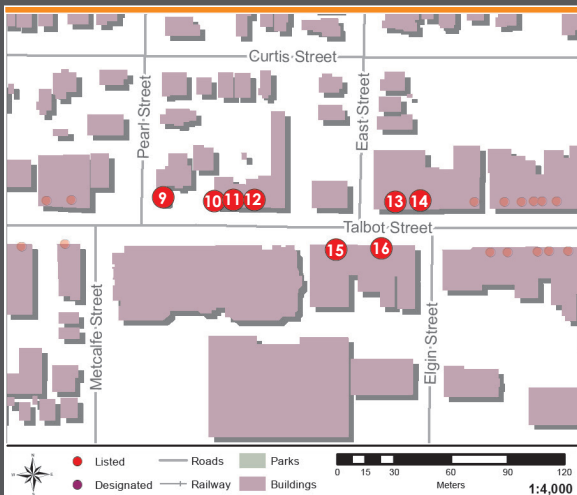 Curtis Street
Pearl Street
East Street
9
10
11
12
13
14
Talbot Street
15
16
Metcalfe Street
Elgin Street
N
W
E
S
Listed
Roads
Parks
Designated
Railway
Buildings
0 15 30 60 90 120
Meters
1:4,000